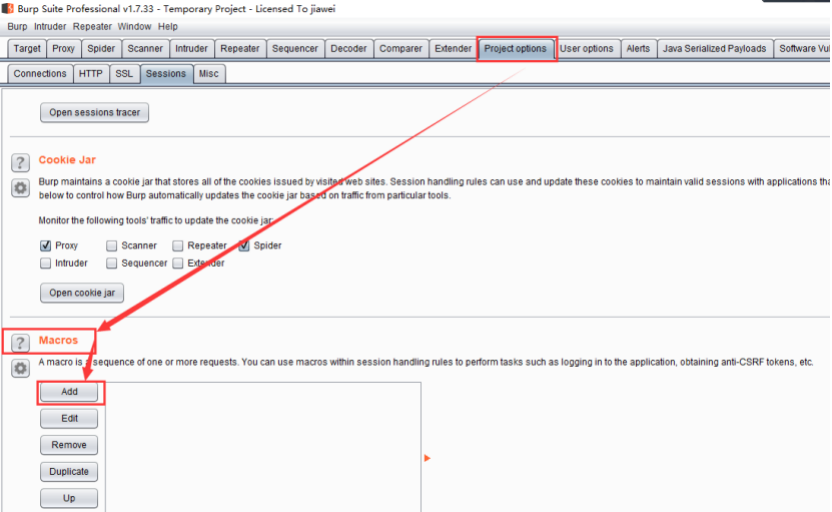 Burp Suite Professional v1.7.33 - Temporary Project - Licensed To jiawei
Burp Intruder Repeater Window Help
Target Proxy Spider Scanner Intruder Repeater Sequencer Decoder Comparer Extender Project options User options Alerts Java Serialized Payloads Software Vul
Connections HTTP SSL Sessions Misc
Open sessions tracer
? Cookie Jar
Burp maintains a cookie jar that stores all of the cookies issued by visited web sites. Session handling rules can use and update these cookies to maintain valid sessions with applications tha
below to control how Burp automatically updates the cookie jar based on traffic from particular tools.
Monitor the following tools' traffic to update the cookie jar:
Proxy Scanner Repeater Spider
Intruder Sequencer Extender
Open cookie jar
? Macros
A macro is a sequence of one or more requests. You can use macros within session handling rules to perform tasks such as logging in to the application, obtaining anti-CSRF tokens, etc.
Add
Edit
Remove
Duplicate
Up